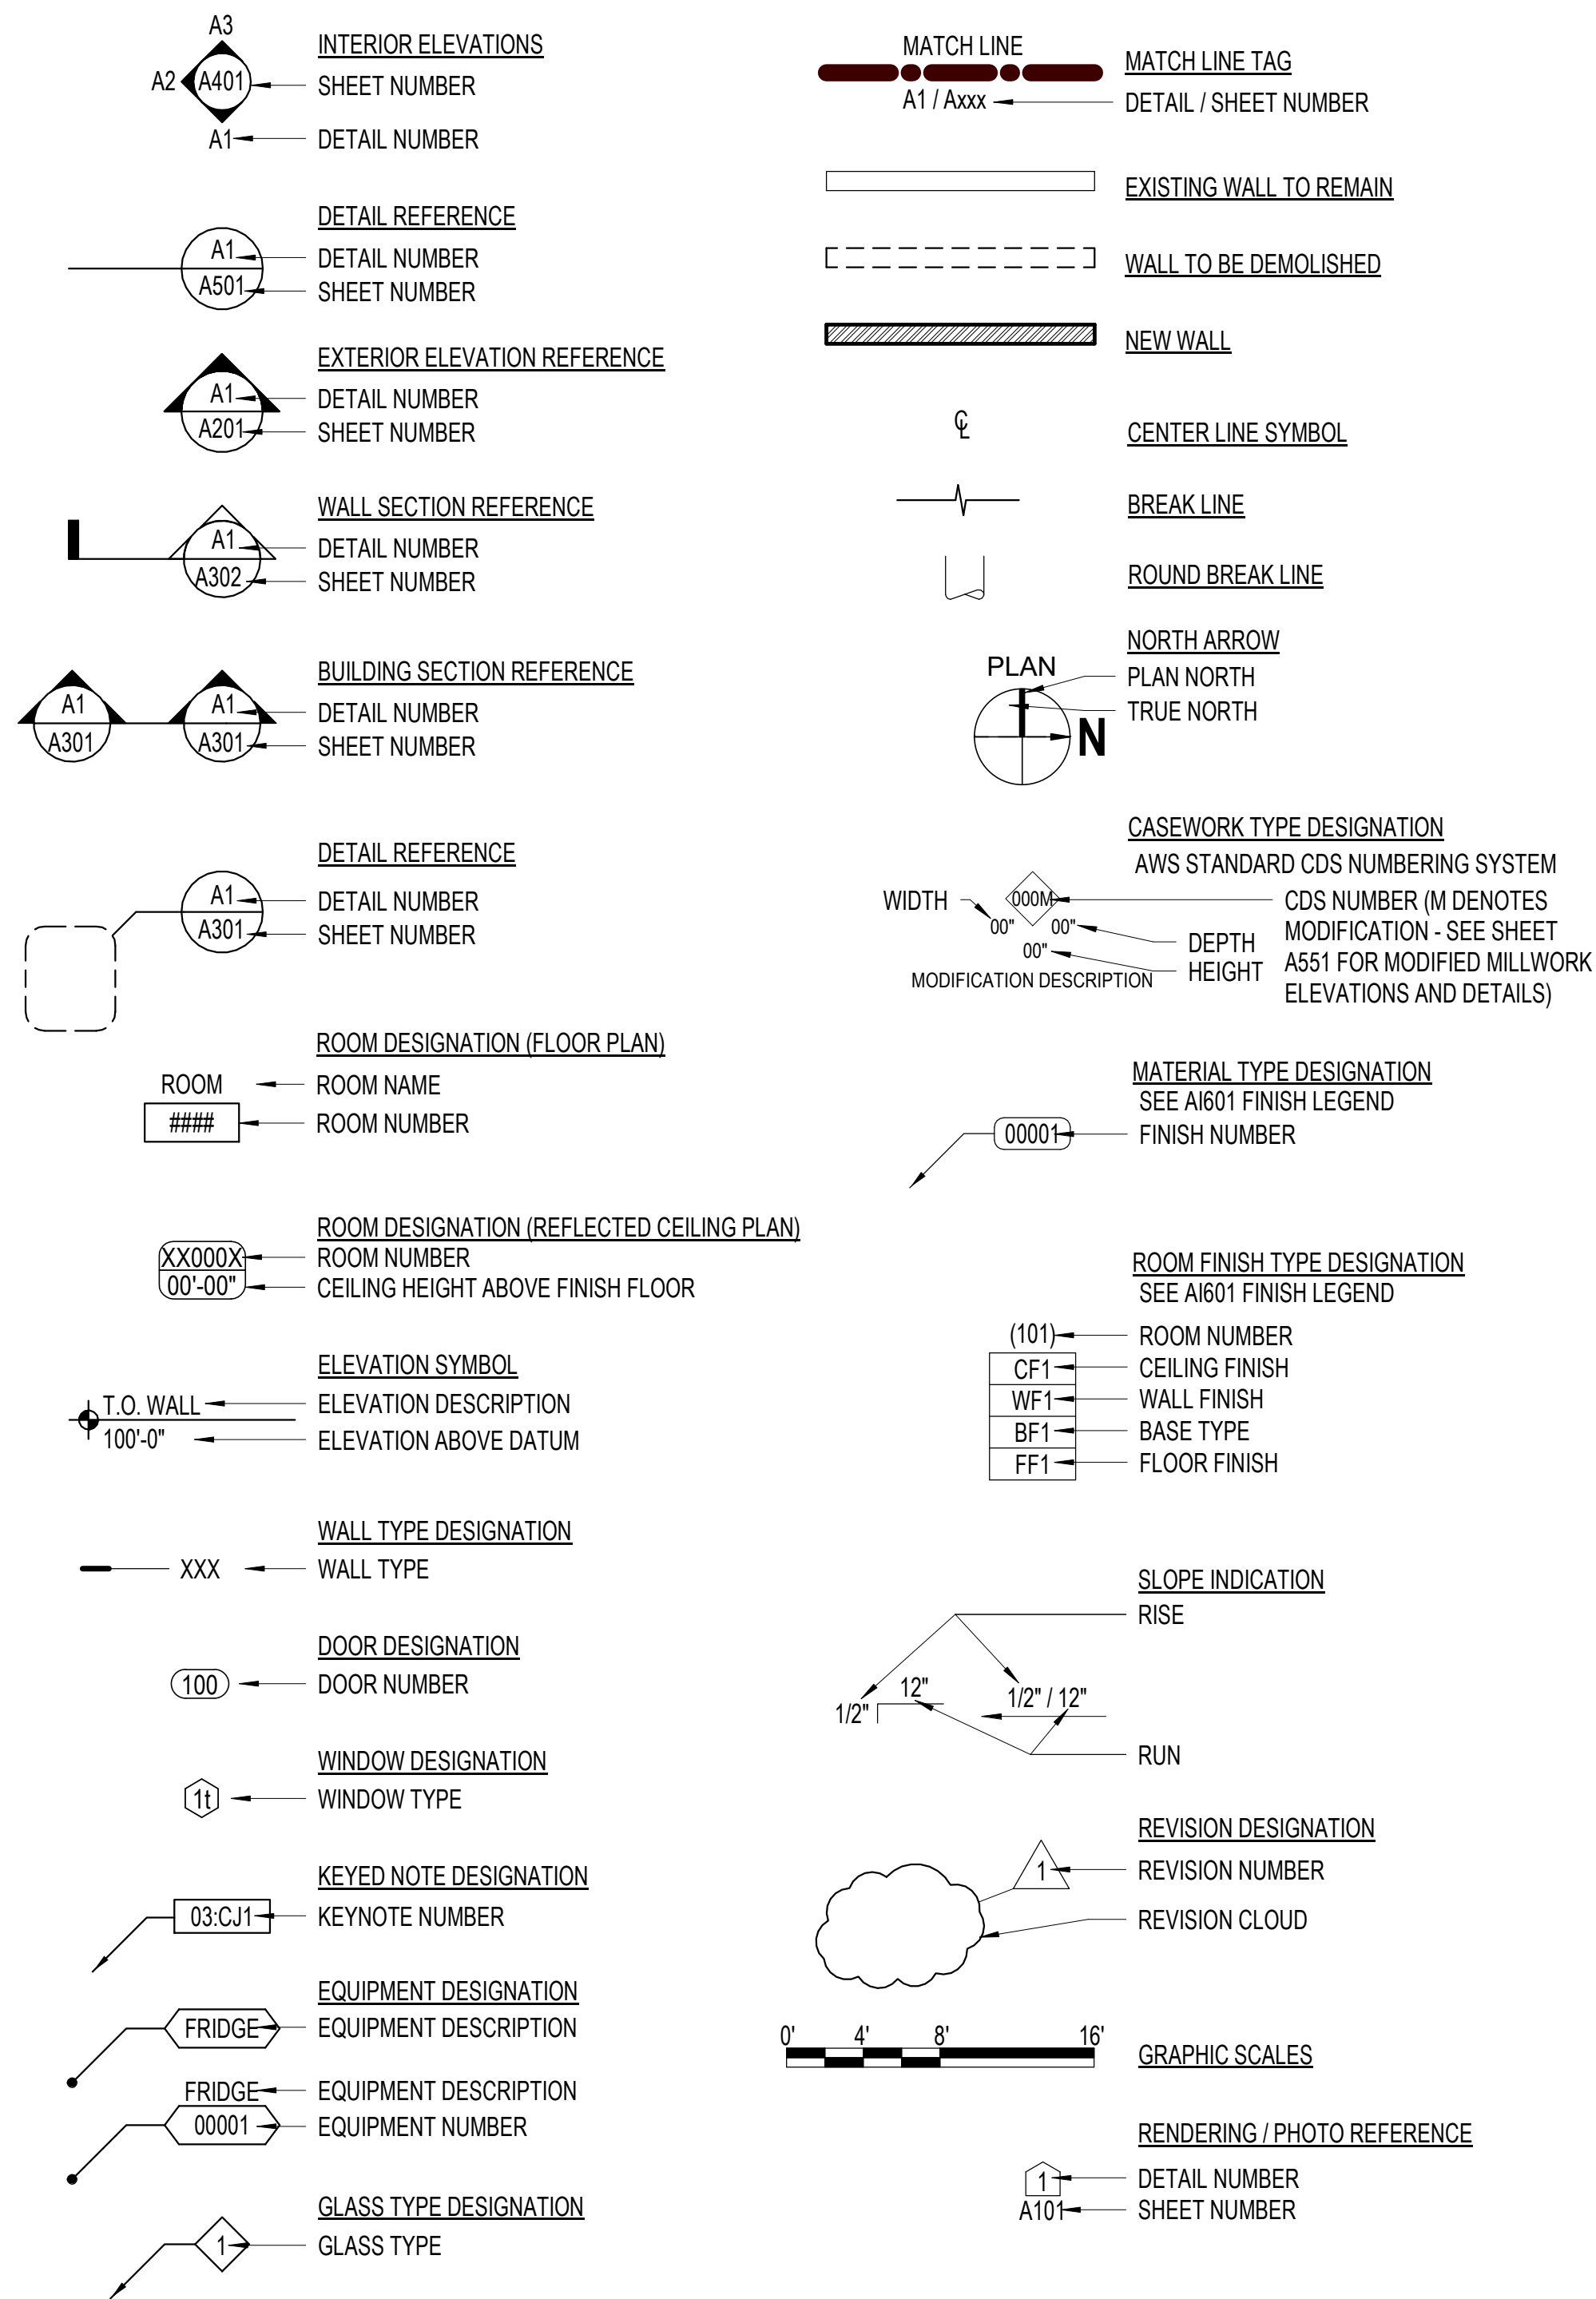 A3
INTERIOR ELEVATIONS
A2 A401 SHEET NUMBER
A1 DETAIL NUMBER
DETAIL REFERENCE
A1 DETAIL NUMBER
A501 SHEET NUMBER
EXTERIOR ELEVATION REFERENCE
A1 DETAIL NUMBER
A201 SHEET NUMBER
WALL SECTION REFERENCE
A1 DETAIL NUMBER
A302 SHEET NUMBER
BUILDING SECTION REFERENCE
A1 A1 DETAIL NUMBER
A301 A301 SHEET NUMBER
DETAIL REFERENCE
A1 DETAIL NUMBER
A301 SHEET NUMBER
ROOM DESIGNATION (FLOOR PLAN)
ROOM ROOM NAME
#### ROOM NUMBER
ROOM DESIGNATION (REFLECTED CEILING PLAN)
XX000X ROOM NUMBER
00'-00" CEILING HEIGHT ABOVE FINISH FLOOR
ELEVATION SYMBOL
T.O. WALL ELEVATION DESCRIPTION
100'-0" ELEVATION ABOVE DATUM
WALL TYPE DESIGNATION
XXX WALL TYPE
DOOR DESIGNATION
100 DOOR NUMBER
WINDOW DESIGNATION
1t WINDOW TYPE
KEYED NOTE DESIGNATION
03:CJ1 KEYNOTE NUMBER
EQUIPMENT DESIGNATION
FRIDGE EQUIPMENT DESCRIPTION
FRIDGE EQUIPMENT DESCRIPTION
00001 EQUIPMENT NUMBER
GLASS TYPE DESIGNATION
1 GLASS TYPE
MATCH LINE
MATCH LINE TAG
A1 / Axxx DETAIL / SHEET NUMBER
EXISTING WALL TO REMAIN
WALL TO BE DEMOLISHED
NEW WALL
℄ CENTER LINE SYMBOL
BREAK LINE
ROUND BREAK LINE
NORTH ARROW
PLAN PLAN NORTH
TRUE NORTH
N
CASEWORK TYPE DESIGNATION
AWS STANDARD CDS NUMBERING SYSTEM
WIDTH 000M CDS NUMBER (M DENOTES
00" 00" MODIFICATION - SEE SHEET
00" DEPTH
HEIGHT A551 FOR MODIFIED MILLWORK
MODIFICATION DESCRIPTION ELEVATIONS AND DETAILS)
MATERIAL TYPE DESIGNATION
SEE AI601 FINISH LEGEND
00001 FINISH NUMBER
ROOM FINISH TYPE DESIGNATION
SEE AI601 FINISH LEGEND
(101) ROOM NUMBER
CF1 CEILING FINISH
WF1 WALL FINISH
BF1 BASE TYPE
FF1 FLOOR FINISH
SLOPE INDICATION
RISE
12" 1/2" / 12"
1/2"
RUN
REVISION DESIGNATION
1 REVISION NUMBER
REVISION CLOUD
0' 4' 8' 16'
GRAPHIC SCALES
RENDERING / PHOTO REFERENCE
1 DETAIL NUMBER
A101 SHEET NUMBER